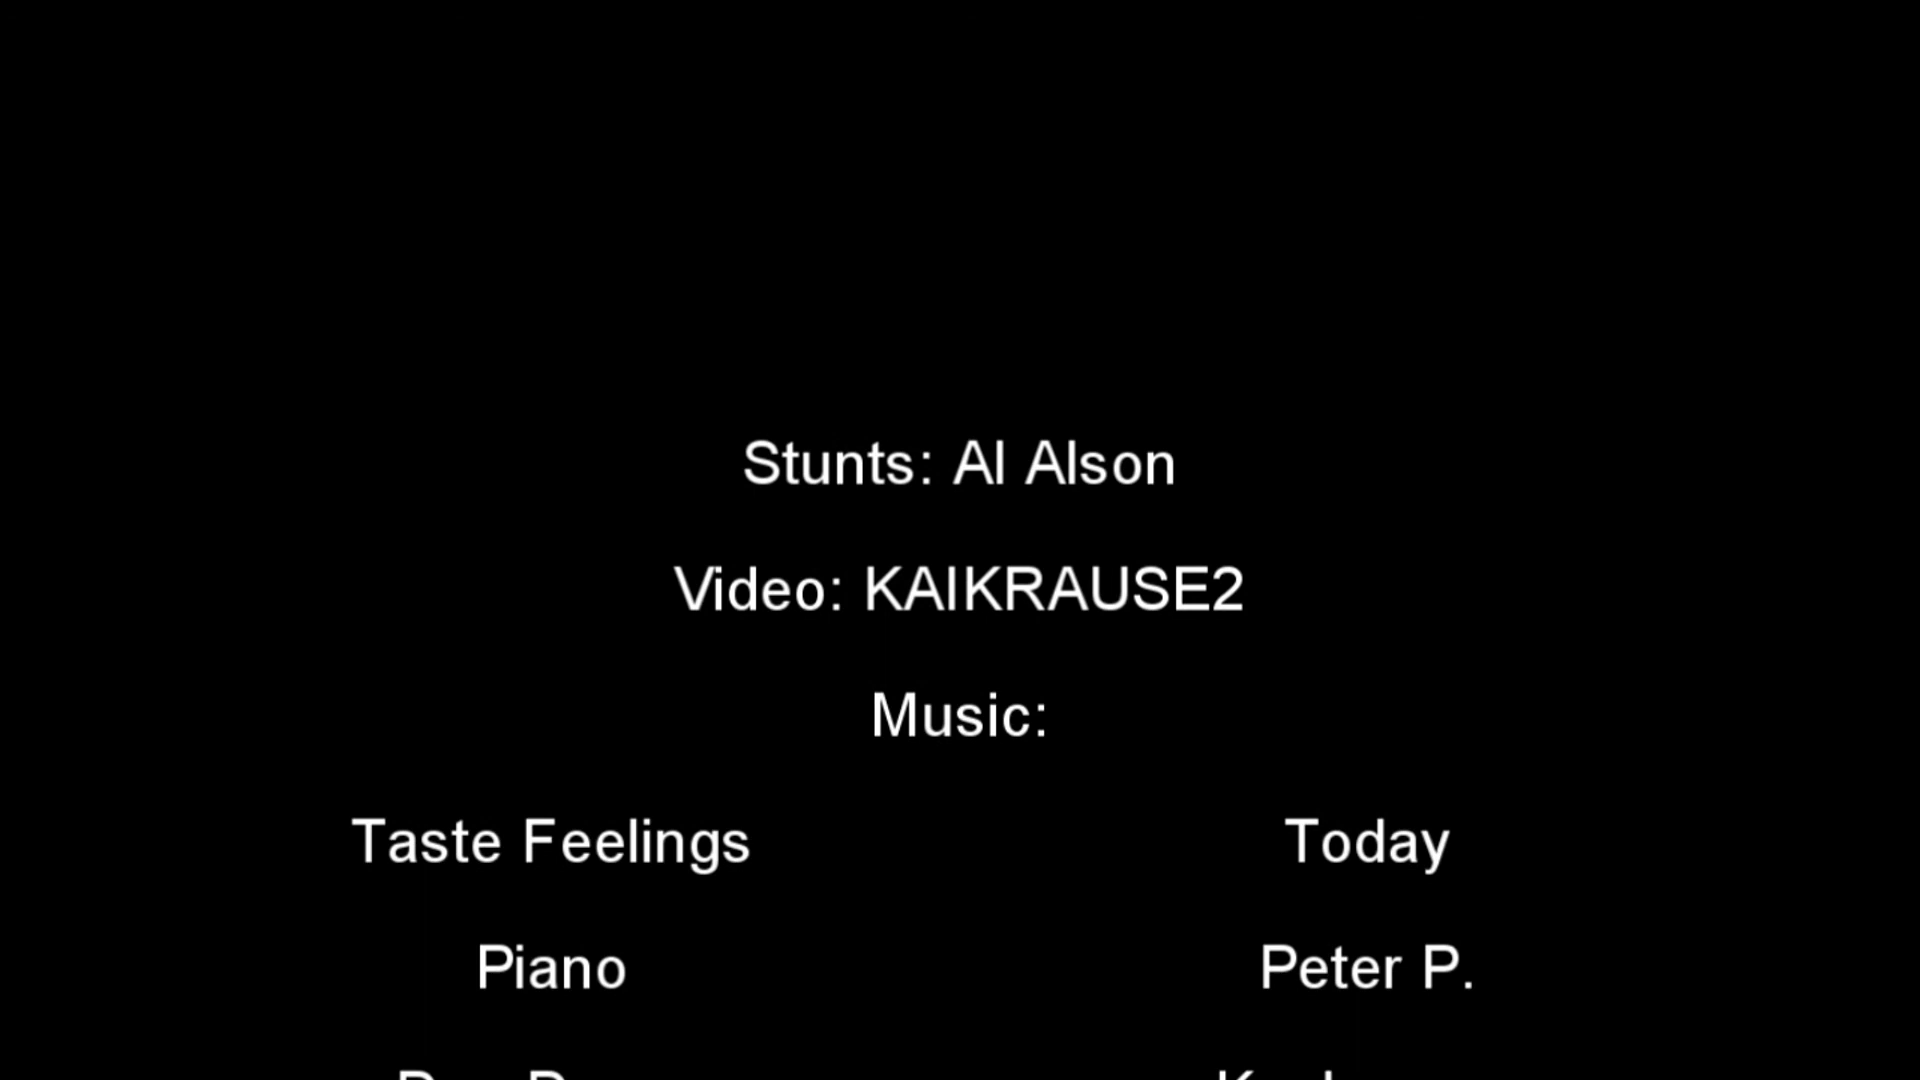 Stunts: Al Alson
Video: KAIKRAUSE2
Music:
Taste Feelings Today
Piano Peter P.